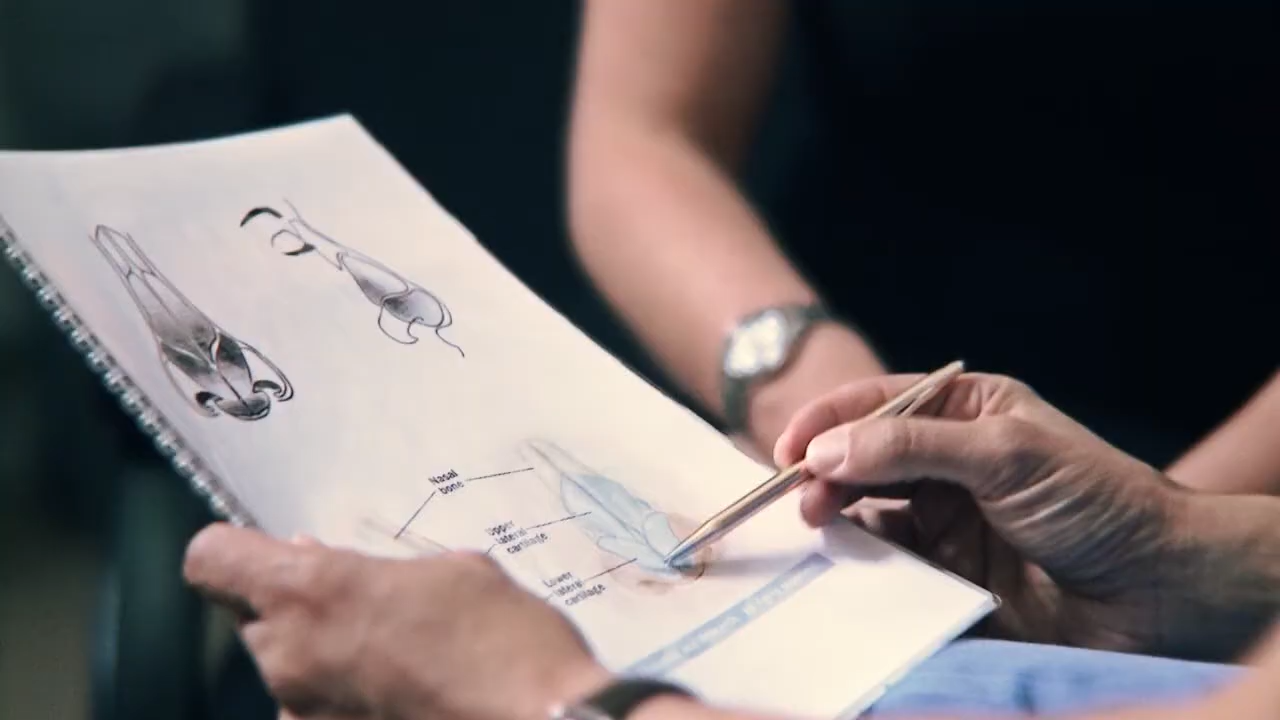 Nasal
bone
Upper
lateral
cartilage
Lower
lateral
cartilage